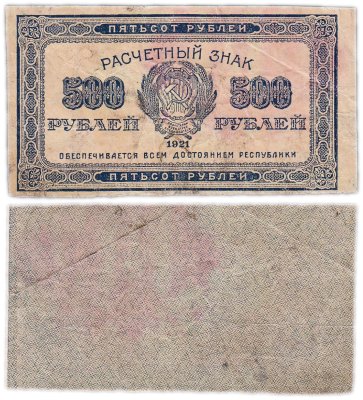 ПЯТЬСОТ РУБЛЕЙ.
РАСЧЕТНЫЙ ЗНАК
500 500
РУБЛЕЙ РУБЛЕЙ
1921
ОБЕСПЕЧИВАЕТСЯ ВСЕМ ДОСТОЯНИЕМ РЕСПУБЛИКИ
ПЯТЬСОТ РУБЛЕЙ.